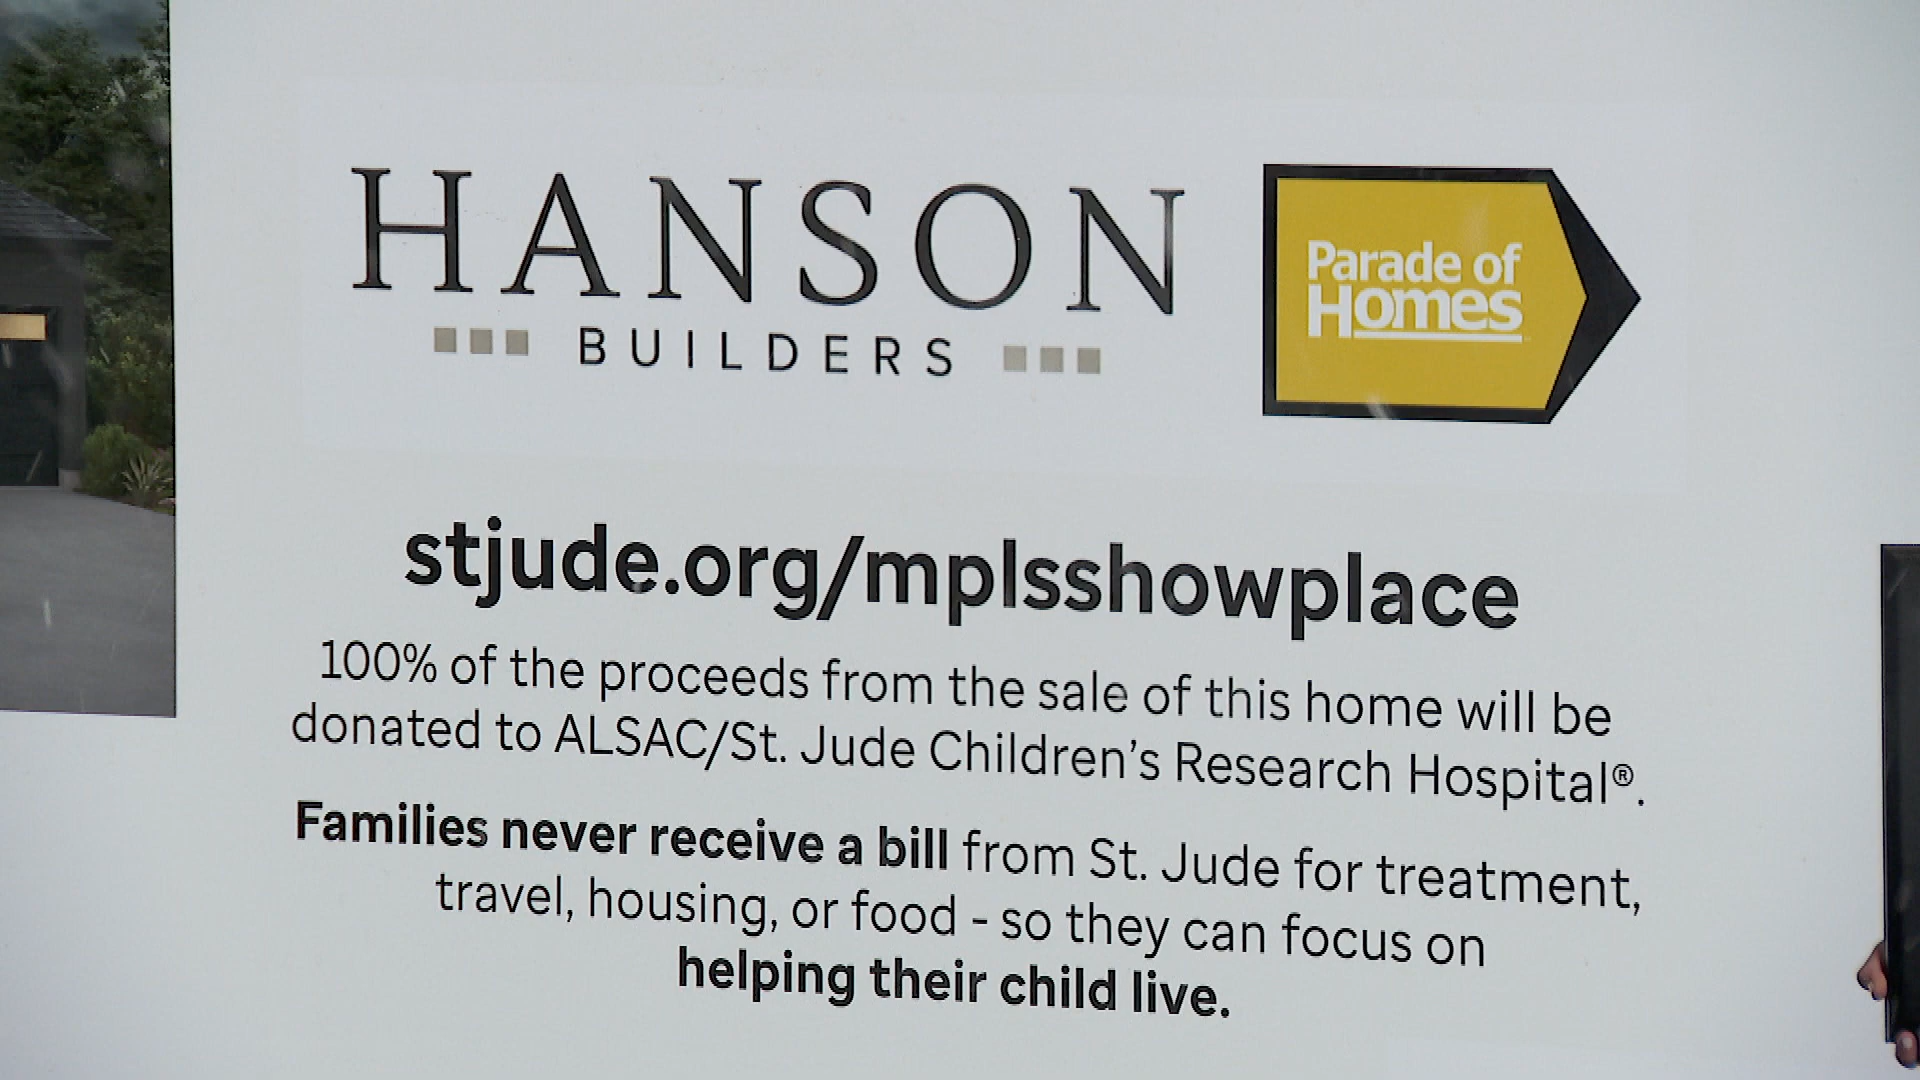 HANSON
BUILDERS
Parade of
Homes
stjude.org/mplsshowplace
100% of the proceeds from the sale of this home will be
donated to ALSAC/St. Jude Children's Research Hospital®.
Families never receive a bill from St. Jude for treatment,
travel, housing, or food - so they can focus on
helping their child live.